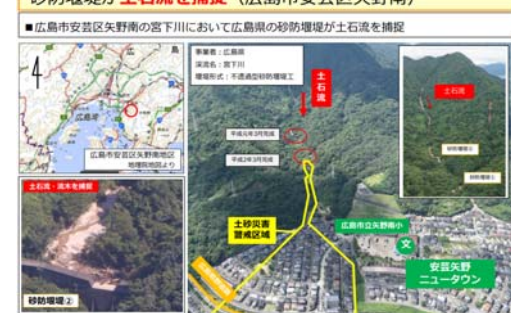 砂防堰堤が土石流を捕捉（広島市安芸区矢野南）
■広島市安芸区矢野南の宮下川において広島県の砂防堰堤が土石流を捕捉
事業者：広島県
渓流名：宮下川
堰堤形式：不透過型砂防堰堤工
土石流
平成元年3月完成
平成2年3月完成
土砂災害
警戒区域
広島市立矢野南小
文
安芸矢野
ニュータウン
土石流
砂防堰堤②
砂防堰堤①
広島湾
広島市安芸区矢野南地区
地理院地図より
土石流・流木を捕捉
砂防堰堤②